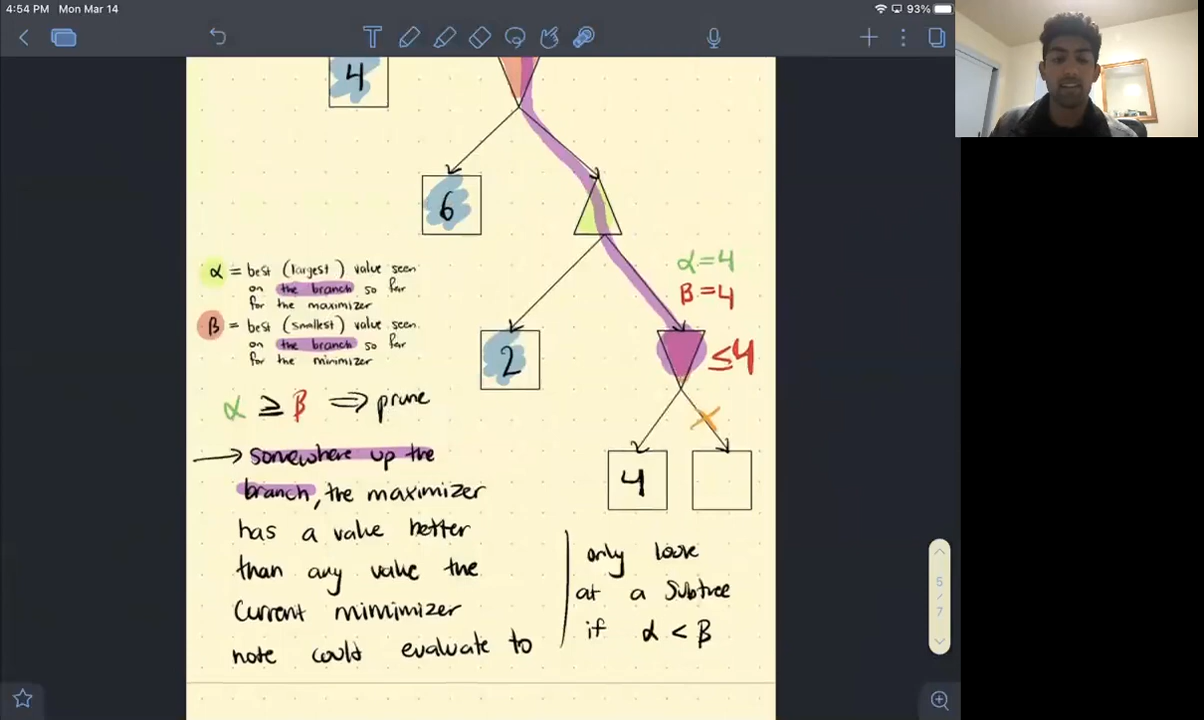 4:54 PM Mon Mar 14
93%
4
6
α = best (largest) value seen
on the branch so far
for the maximizer
β = best (smallest) value seen
on the branch so far
for the minimizer
α ≥ β ⟹ prune
→ somewhere up the
branch, the maximizer
has a value better
than any value the
current mimimizer
note could evaluate to
α=4
β=4
2
≤4
4
only look
at a subtree
if α < β
5
/
7